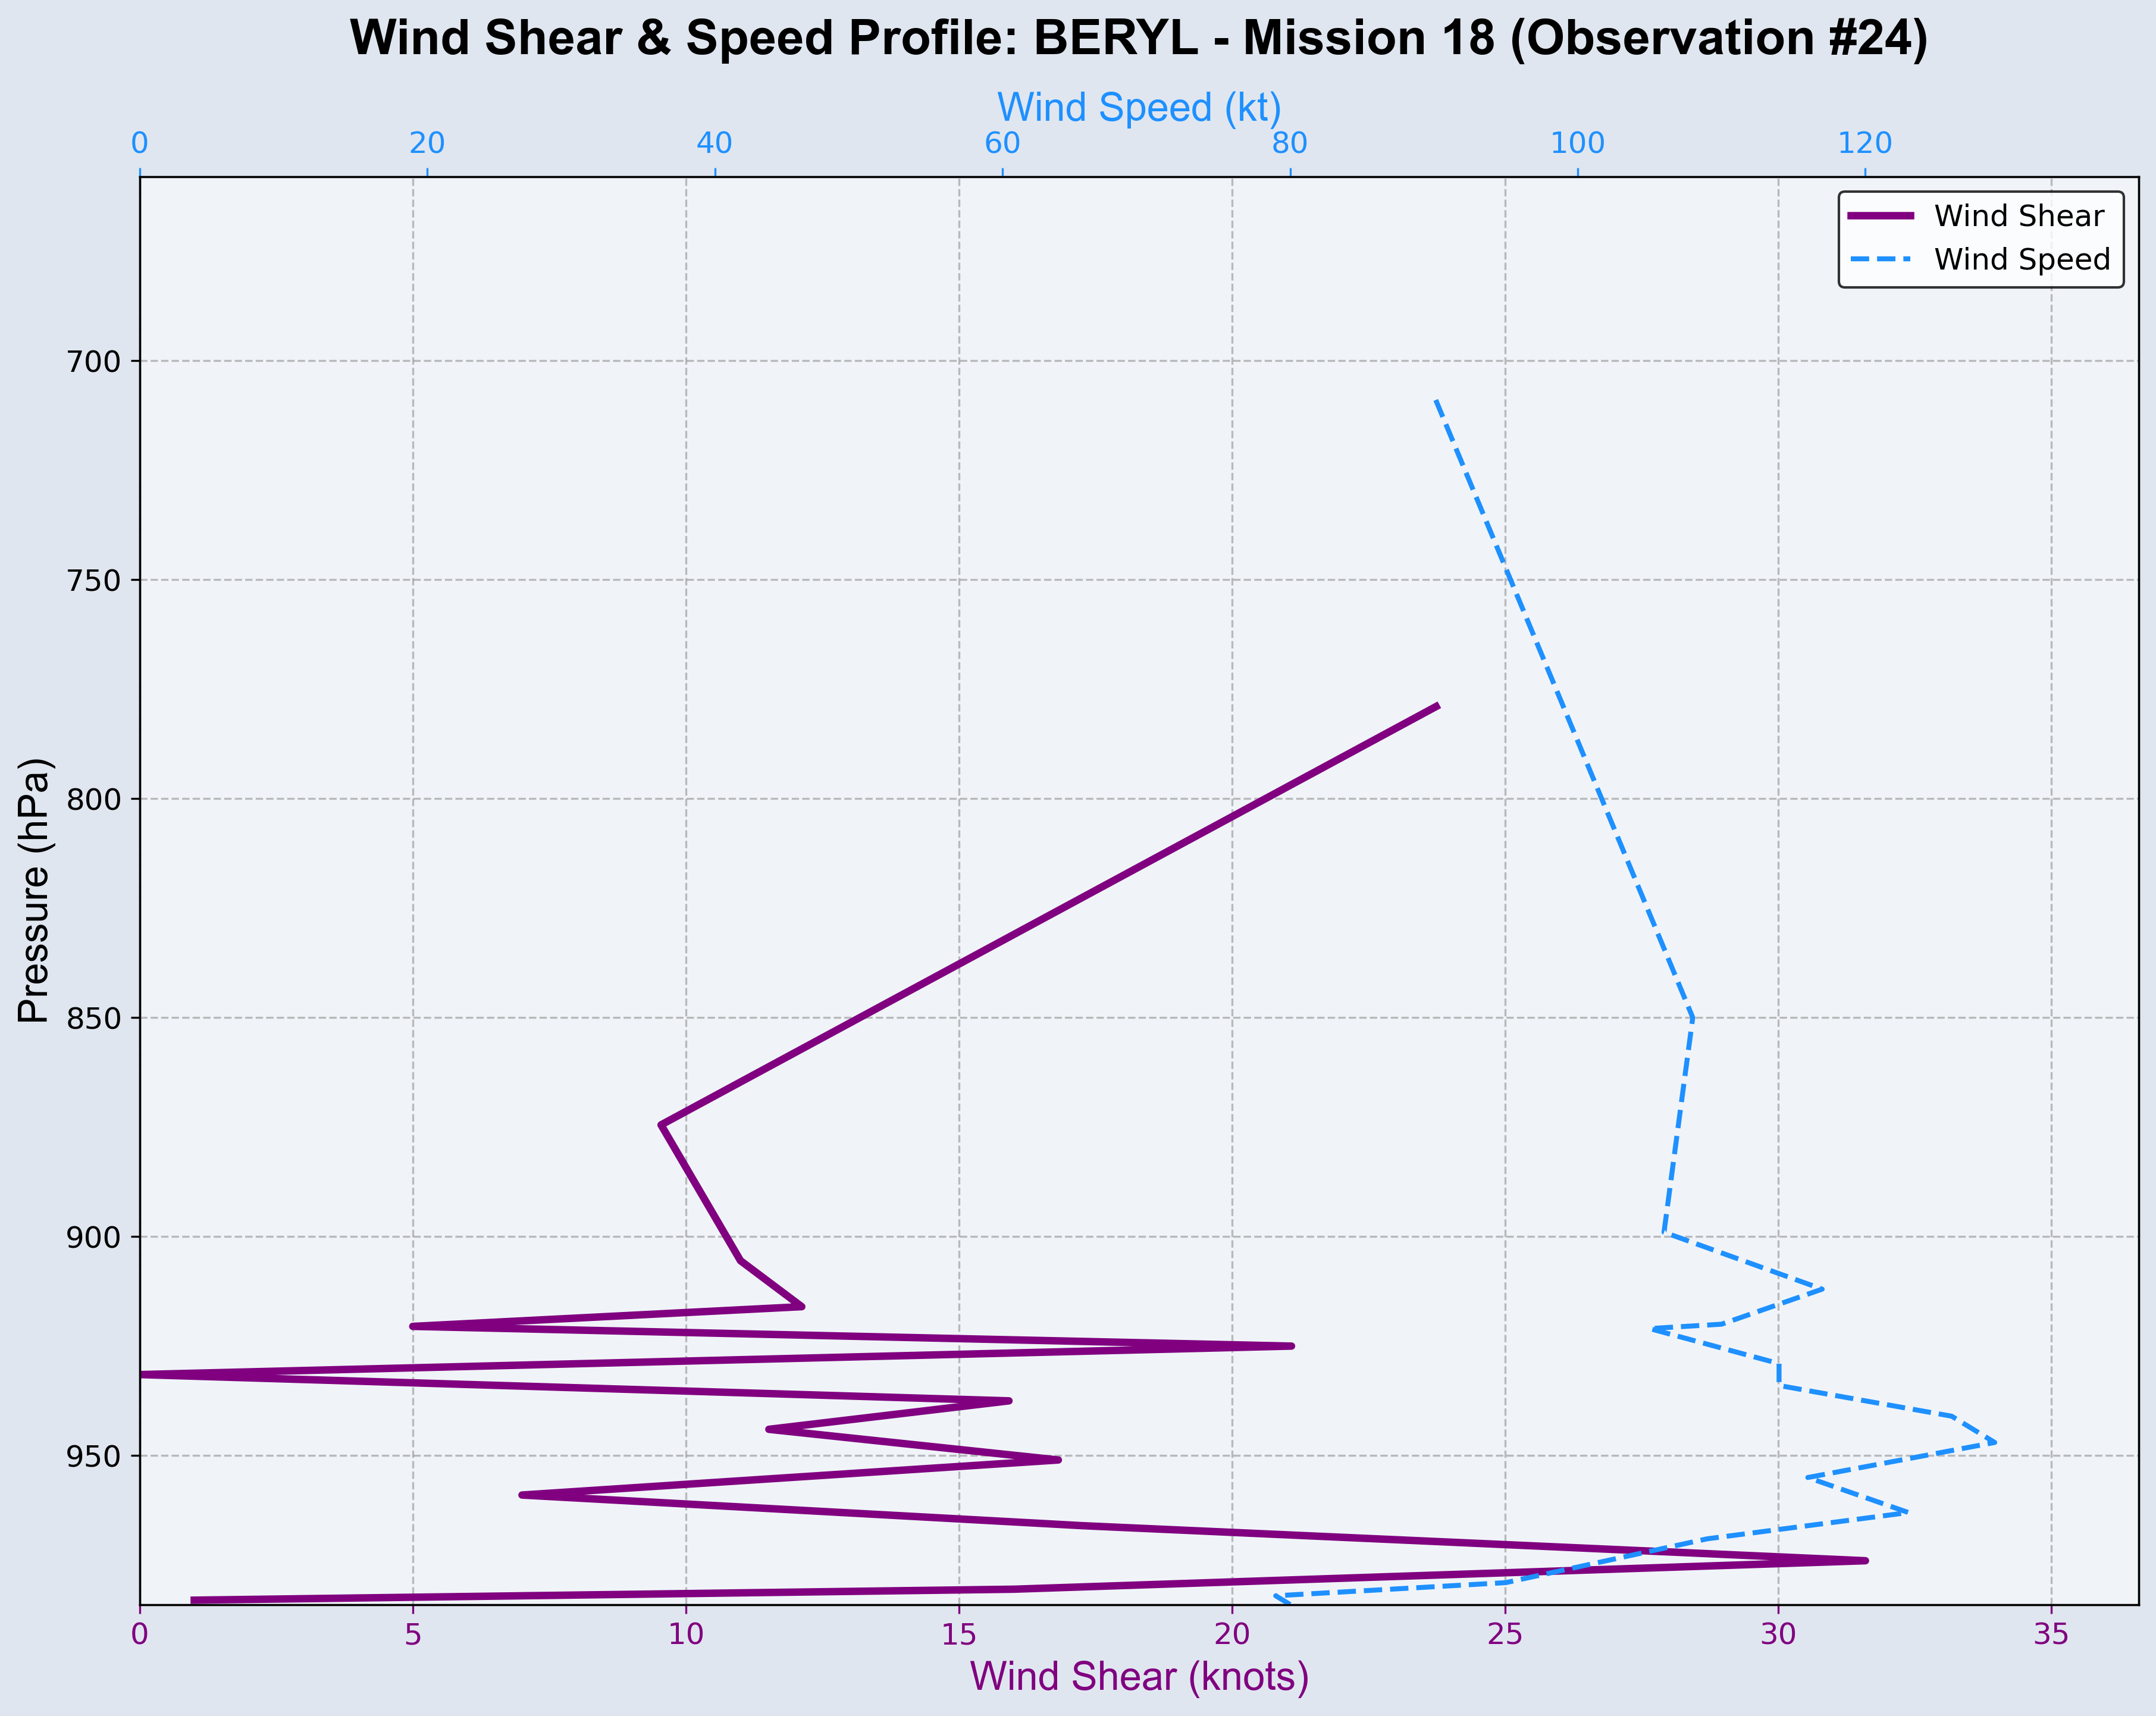 Wind Shear & Speed Profile: BERYL - Mission 18 (Observation #24)
Wind Speed (kt)
0 20 40 60 80 100 120
Wind Shear
Wind Speed
700
750
800
850
900
950
Pressure (hPa)
0 5 10 15 20 25 30 35
Wind Shear (knots)